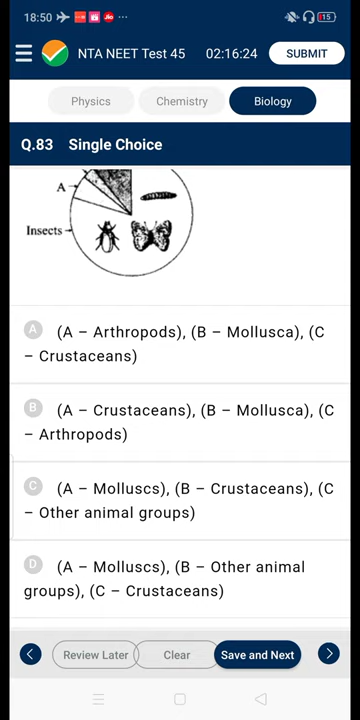 18:50 Jio 15
NTA NEET Test 45 02:16:24 SUBMIT
Physics Chemistry Biology
Q.83 Single Choice
A
Insects
A (A – Arthropods), (B – Mollusca), (C
– Crustaceans)
B (A – Crustaceans), (B – Mollusca), (C
– Arthropods)
C (A – Molluscs), (B – Crustaceans), (C
– Other animal groups)
D (A – Molluscs), (B – Other animal
groups), (C – Crustaceans)
Review Later Clear Save and Next